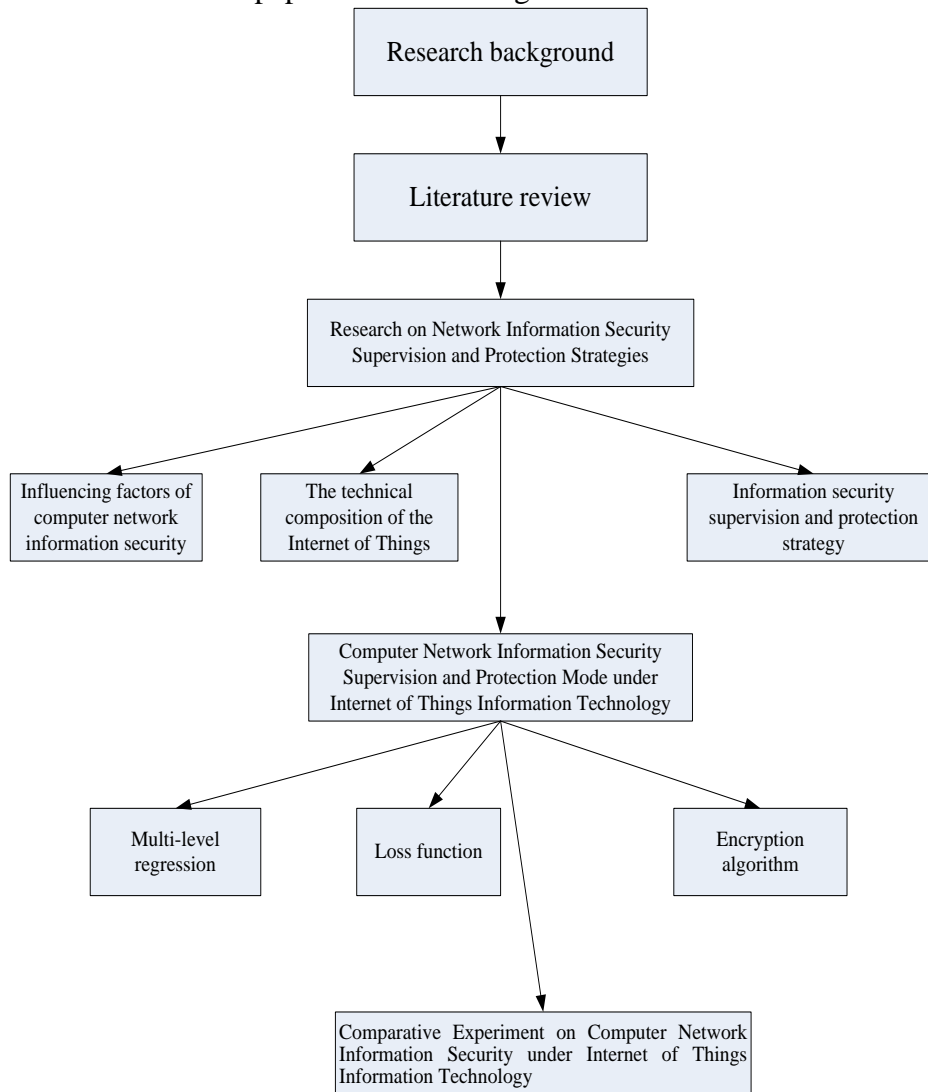 Research background
Literature review
Research on Network Information Security
Supervision and Protection Strategies
Influencing factors of
computer network
information security
The technical
composition of the
Internet of Things
Information security
supervision and protection
strategy
Computer Network Information Security
Supervision and Protection Mode under
Internet of Things Information Technology
Multi-level
regression
Loss function
Encryption
algorithm
Comparative Experiment on Computer Network
Information Security under Internet of Things
Information Technology